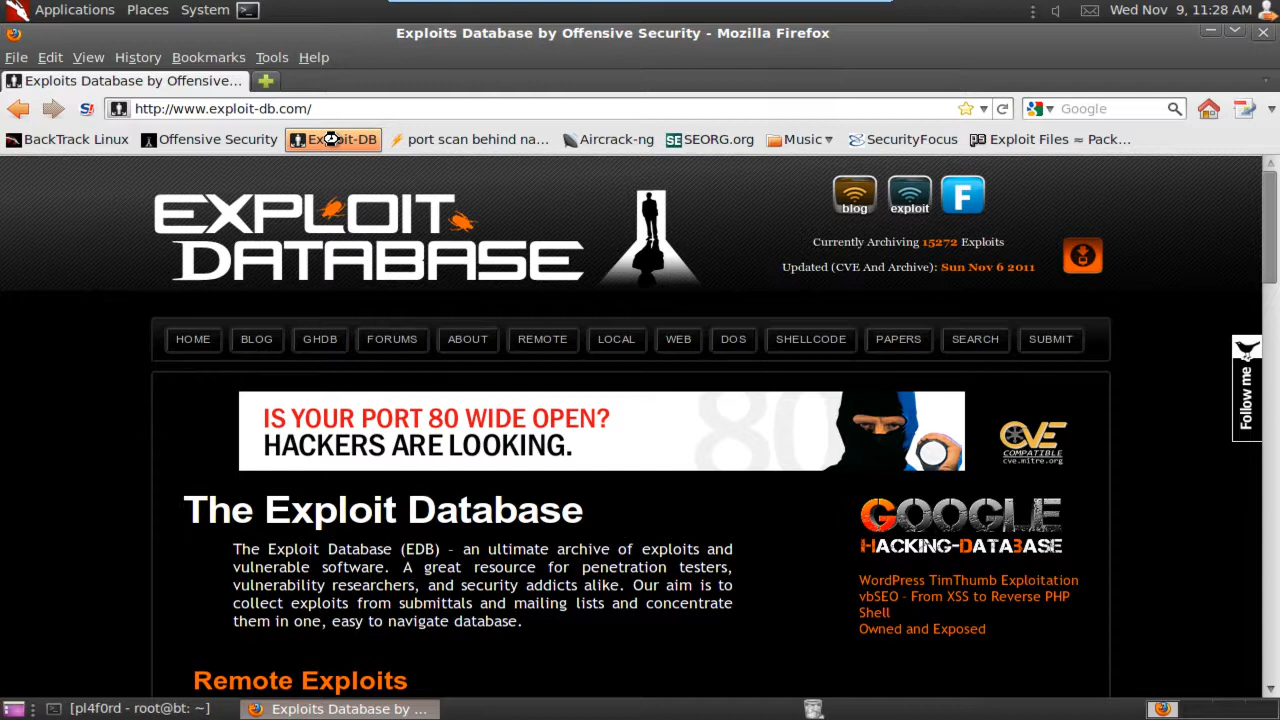 Applications Places System Wed Nov 9, 11:28 AM
Exploits Database by Offensive Security - Mozilla Firefox
File Edit View History Bookmarks Tools Help
Exploits Database by Offensive...
http://www.exploit-db.com/ Google
BackTrack Linux Offensive Security Exploit-DB port scan behind na... Aircrack-ng SEORG.org Music SecurityFocus Exploit Files ≈ Pack...
EXPLOIT
DATABASE
blog exploit F
Currently Archiving 15272 Exploits
Updated (CVE And Archive): Sun Nov 6 2011
HOME BLOG GHDB FORUMS ABOUT REMOTE LOCAL WEB DOS SHELLCODE PAPERS SEARCH SUBMIT
Follow me
IS YOUR PORT 80 WIDE OPEN?
HACKERS ARE LOOKING.
80
CVE
COMPATIBLE
cve.mitre.org
The Exploit Database
The Exploit Database (EDB) - an ultimate archive of exploits and
vulnerable software. A great resource for penetration testers,
vulnerability researchers, and security addicts alike. Our aim is to
collect exploits from submittals and mailing lists and concentrate
them in one, easy to navigate database.
GOOGLE
HACKING-DATABASE
WordPress TimThumb Exploitation
vbSEO - From XSS to Reverse PHP
Shell
Owned and Exposed
Remote Exploits
[pl4f0rd - root@bt: ~] Exploits Database by ...